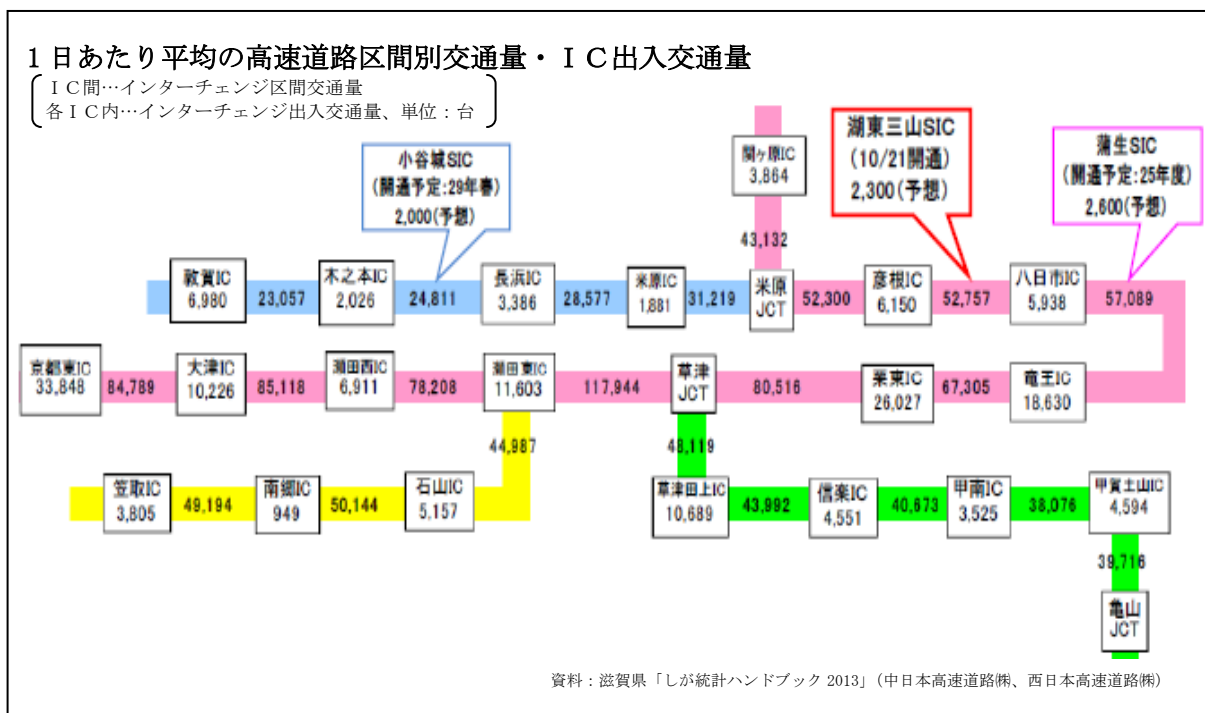 1日あたり平均の高速道路区間別交通量・ＩＣ出入交通量
ＩＣ間…インターチェンジ区間交通量
各ＩＣ内…インターチェンジ出入交通量、単位：台
小谷城SIC
(開通予定:29年春)
2,000(予想)
関ヶ原IC
3,864
湖東三山SIC
(10/21開通)
2,300(予想)
蒲生SIC
(開通予定:25年度)
2,600(予想)
43,132
敦賀IC
6,980
23,057
木之本IC
2,026
24,811
長浜IC
3,386
28,577
米原IC
1,881
31,219
米原
JCT
52,300
彦根IC
6,150
52,757
八日市IC
5,938
57,089
京都東IC
33,848
84,789
大津IC
10,226
85,118
瀬田西IC
6,911
78,208
瀬田東IC
11,603
117,944
草津
JCT
80,516
栗東IC
26,027
67,305
竜王IC
18,630
44,987
48,119
笠取IC
3,805
49,194
南郷IC
949
50,144
石山IC
5,157
草津田上IC
10,689
43,992
信楽IC
4,551
40,673
甲南IC
3,525
38,076
甲賀土山IC
4,594
39,716
亀山
JCT
資料：滋賀県「しが統計ハンドブック 2013」（中日本高速道路㈱、西日本高速道路㈱）